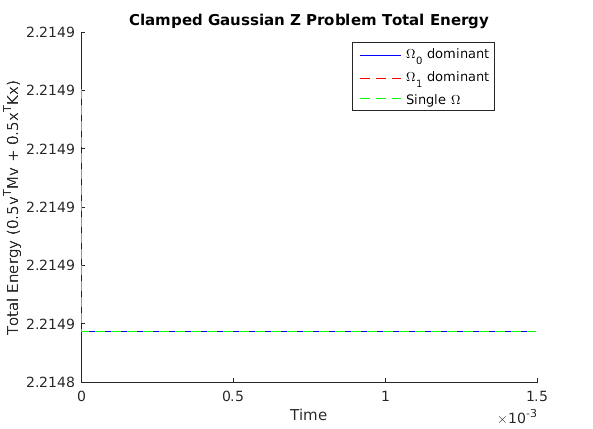 Clamped Gaussian Z Problem Total Energy
2.2149
2.2149
2.2149
2.2149
2.2149
2.2149
2.2148
Total Energy (0.5vᵀMv + 0.5xᵀKx)
Ω₀ dominant
Ω₁ dominant
Single Ω
0 0.5 1 1.5
×10⁻³
Time